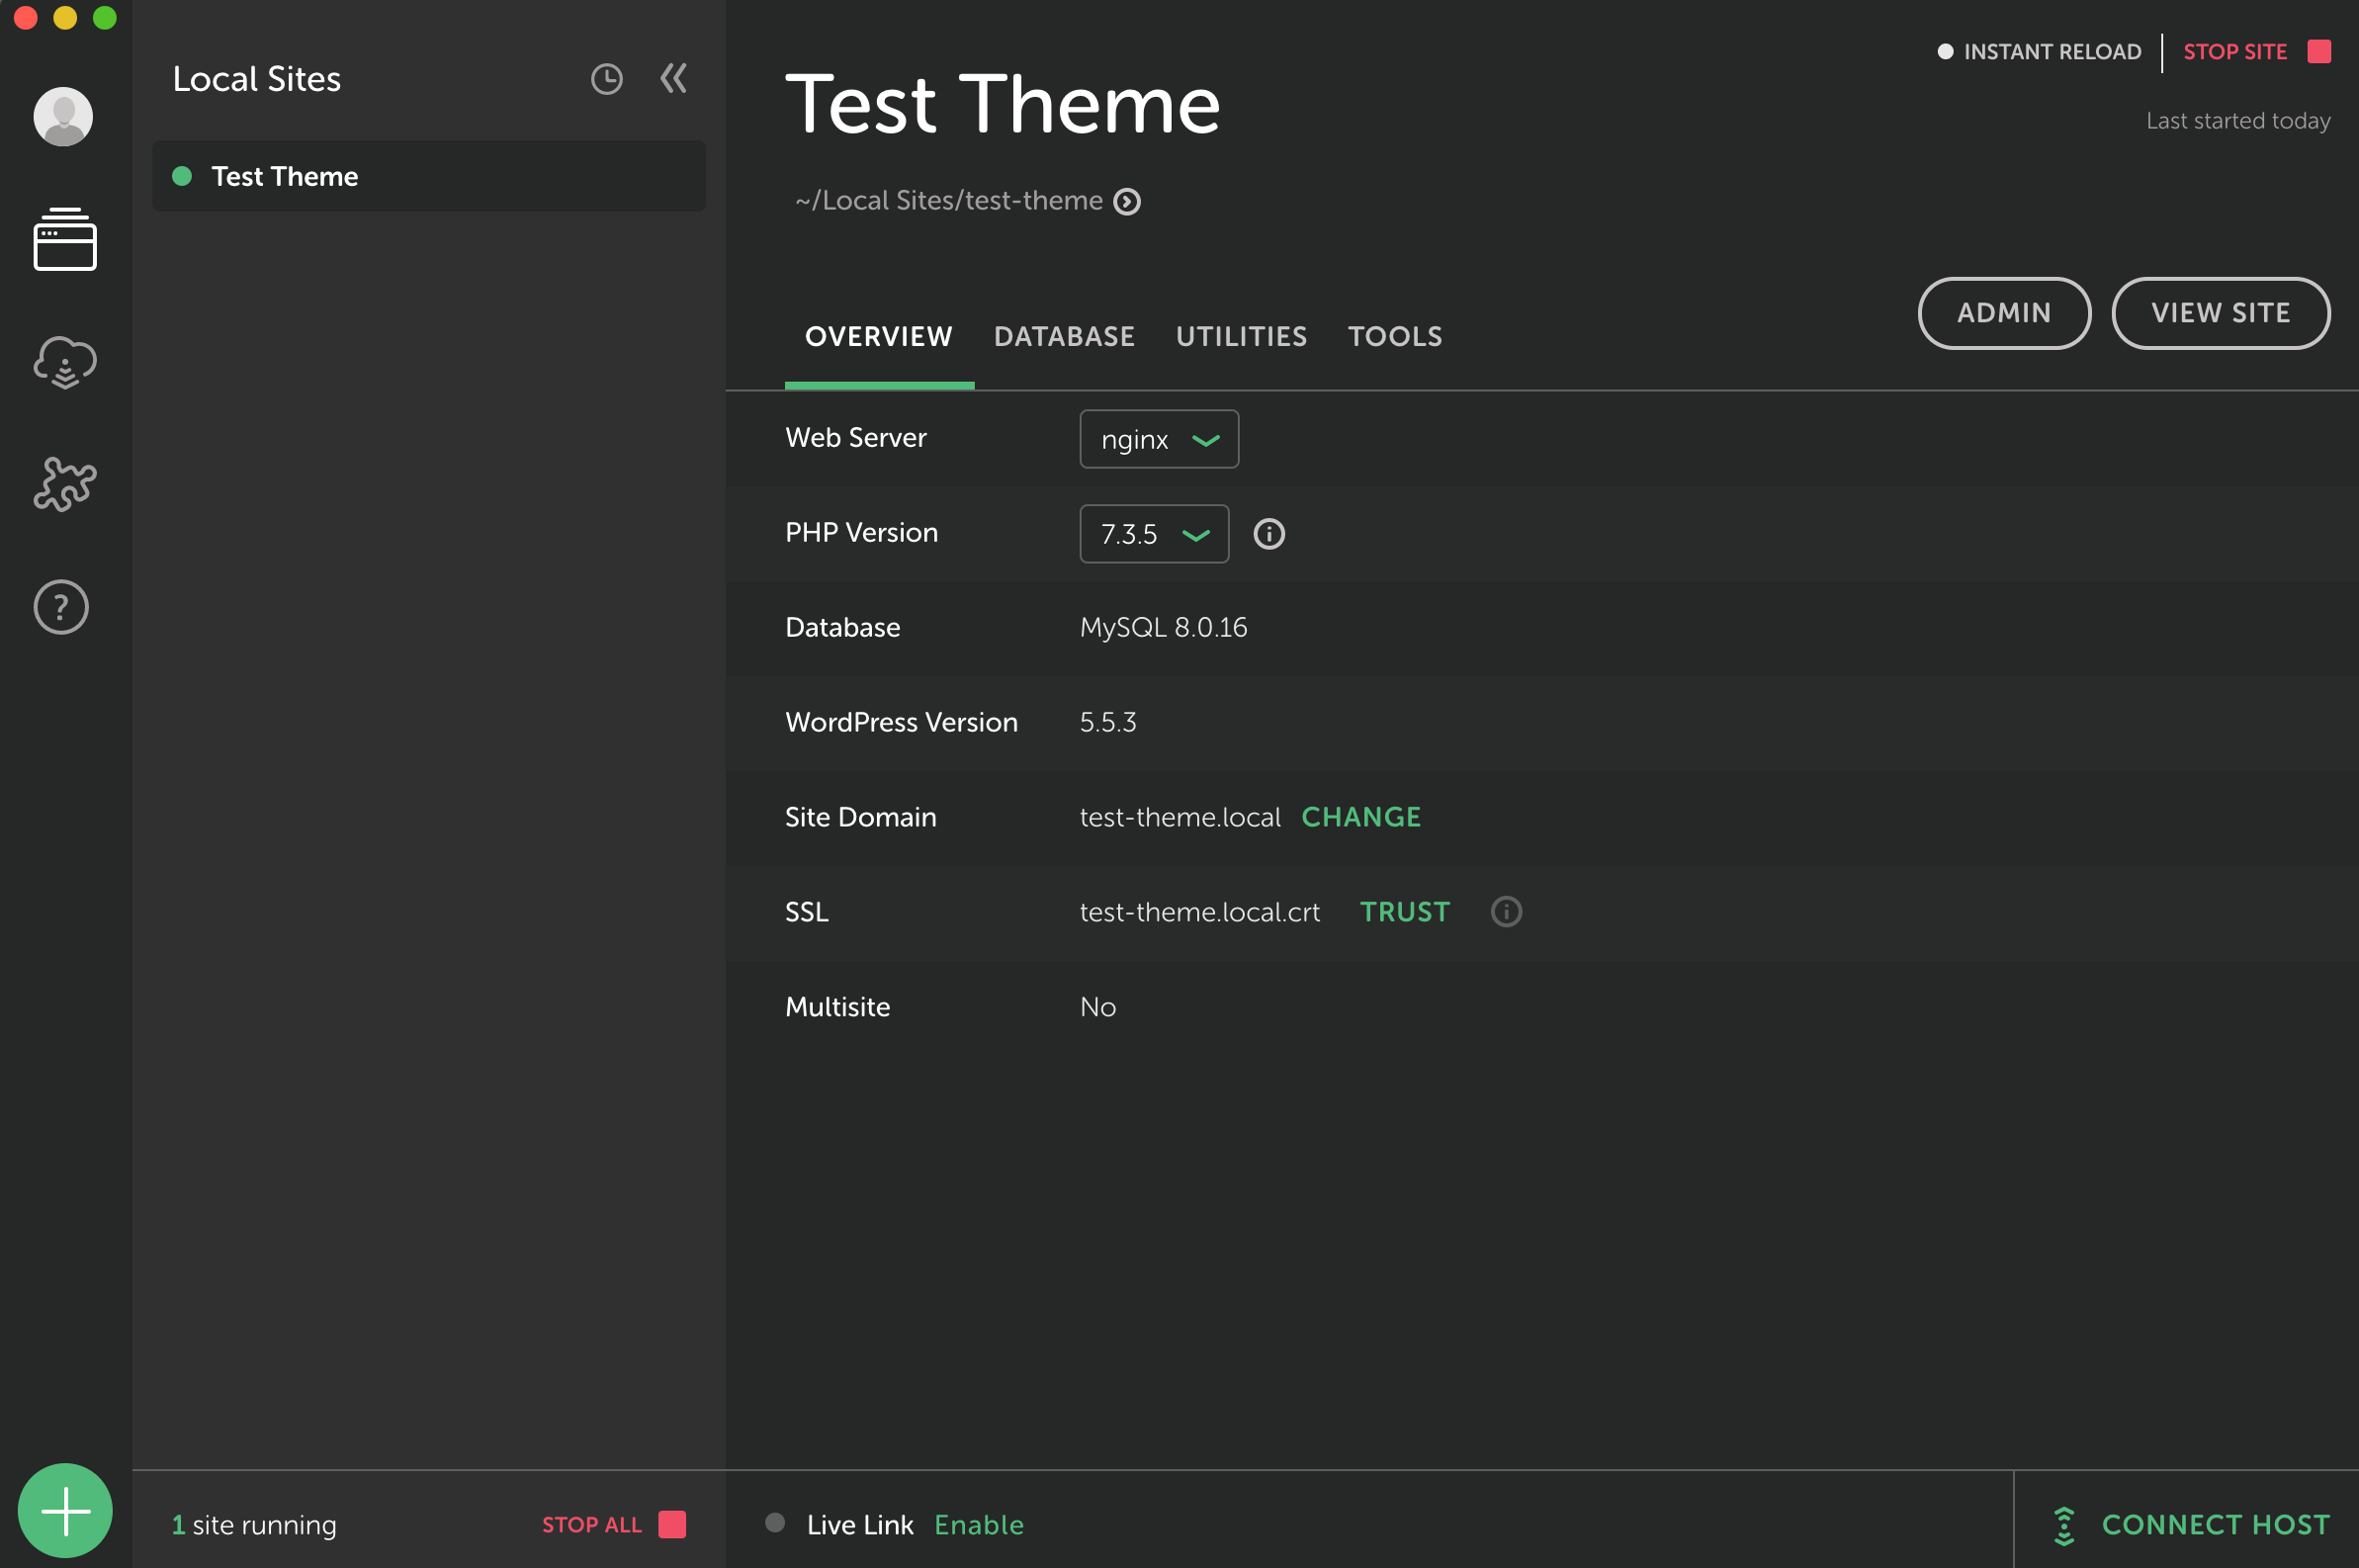 Local Sites
Test Theme
1 site running
STOP ALL
INSTANT RELOAD
STOP SITE
Test Theme
Last started today
~/Local Sites/test-theme
ADMIN
VIEW SITE
OVERVIEW
DATABASE
UTILITIES
TOOLS
Web Server nginx
PHP Version 7.3.5
Database MySQL 8.0.16
WordPress Version 5.5.3
Site Domain test-theme.local CHANGE
SSL test-theme.local.crt TRUST
Multisite No
Live Link Enable
CONNECT HOST